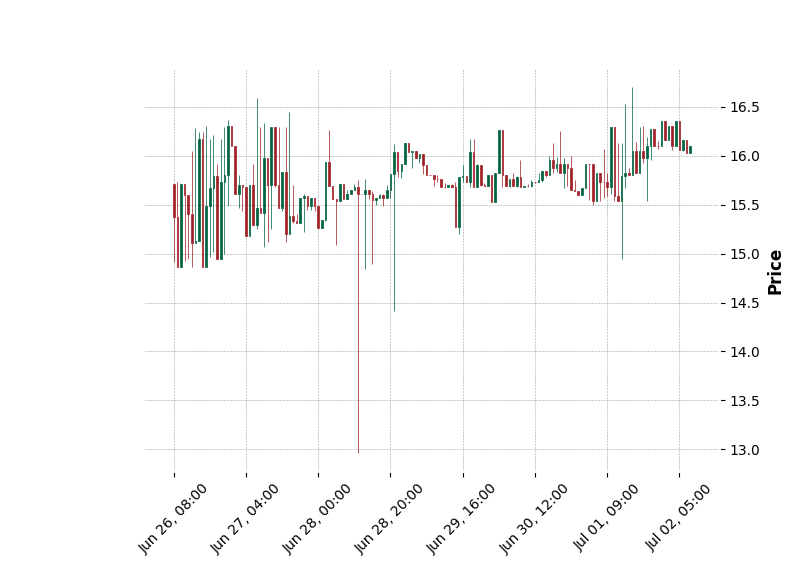 16.5
16.0
15.5
15.0
14.5
14.0
13.5
13.0
Price
Jun 26, 08:00
Jun 27, 04:00
Jun 28, 00:00
Jun 28, 20:00
Jun 29, 16:00
Jun 30, 12:00
Jul 01, 09:00
Jul 02, 05:00